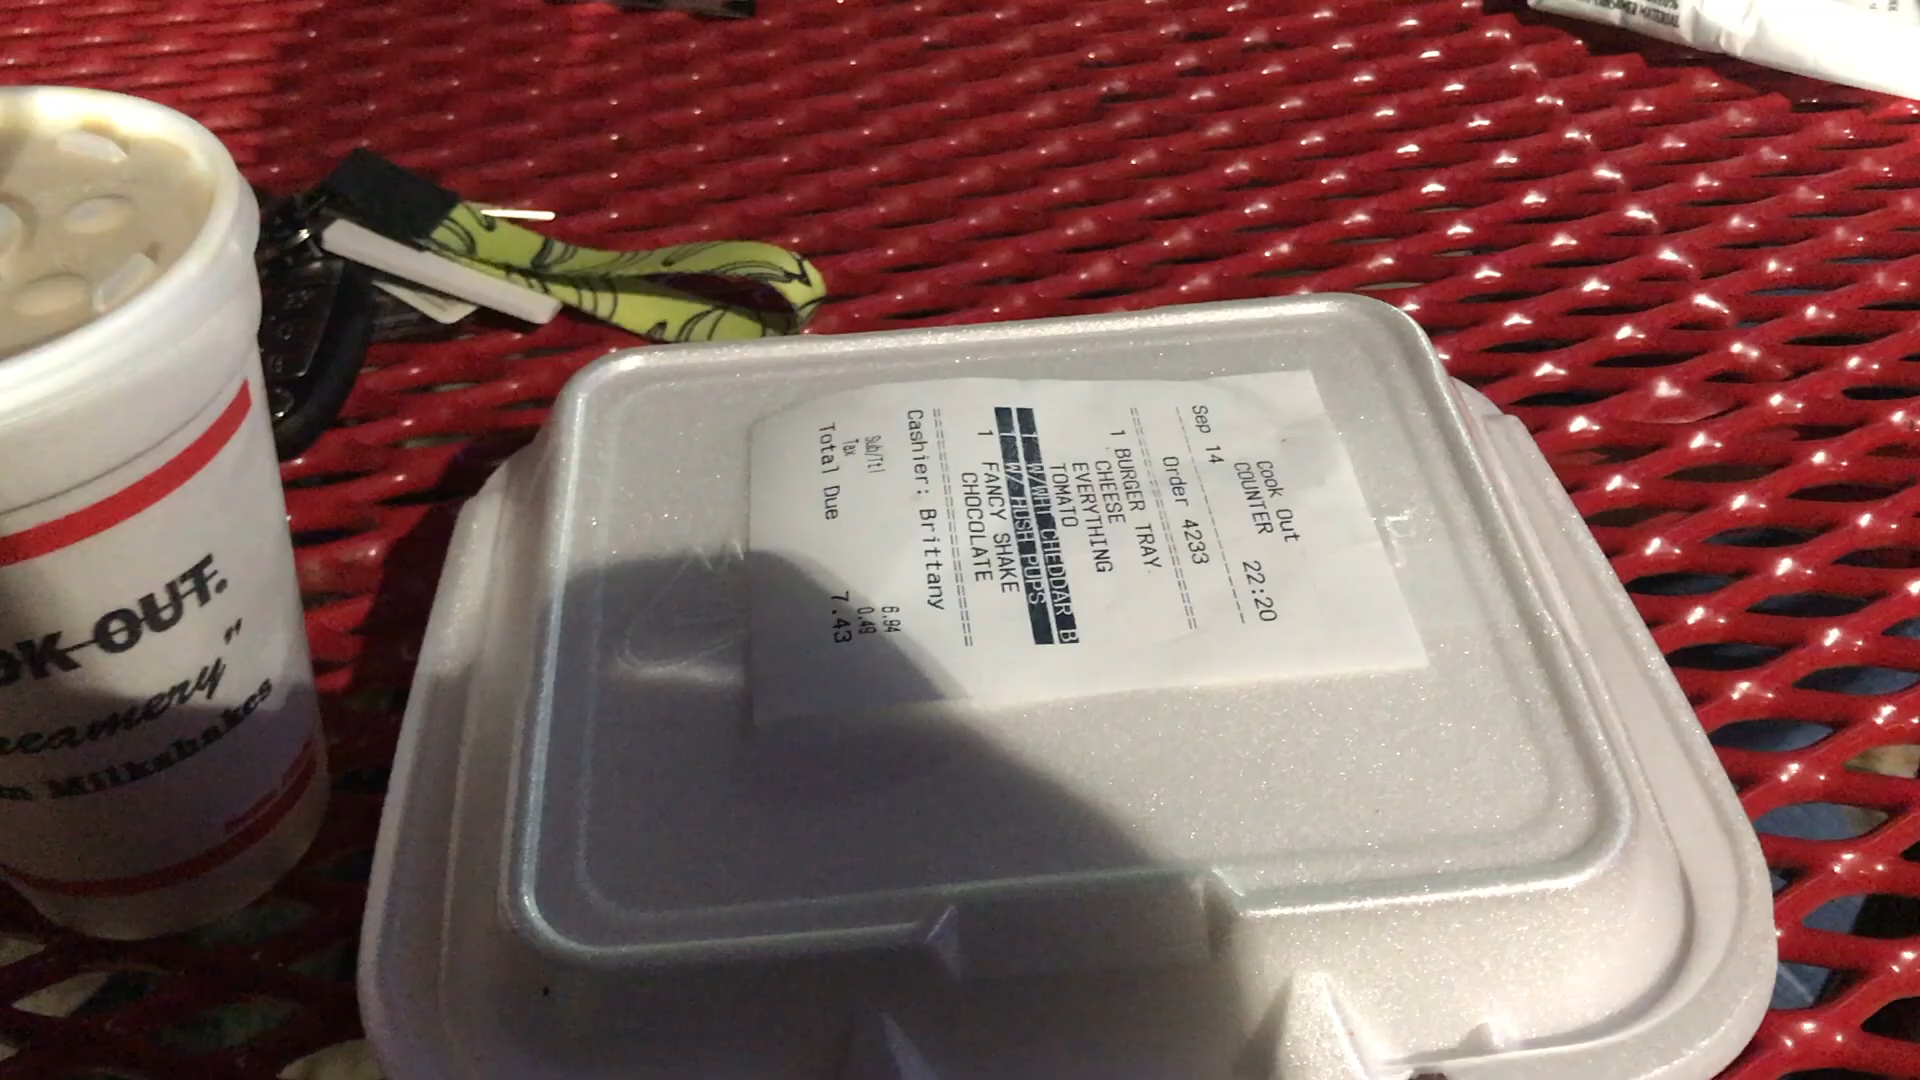 Cook Out
COUNTER
Sep 14 22:20
Order 4233
1 BURGER TRAY
CHEESE
EVERYTHING
TOMATO
W/WHT CHEDDAR B
W/ HUSH PUPS
1 FANCY SHAKE
CHOCOLATE
Cashier: Brittany
Sub/Ttl 6.94
Tax 0.49
Total Due 7.43
OK OUT.
eamery"
Milkshakes